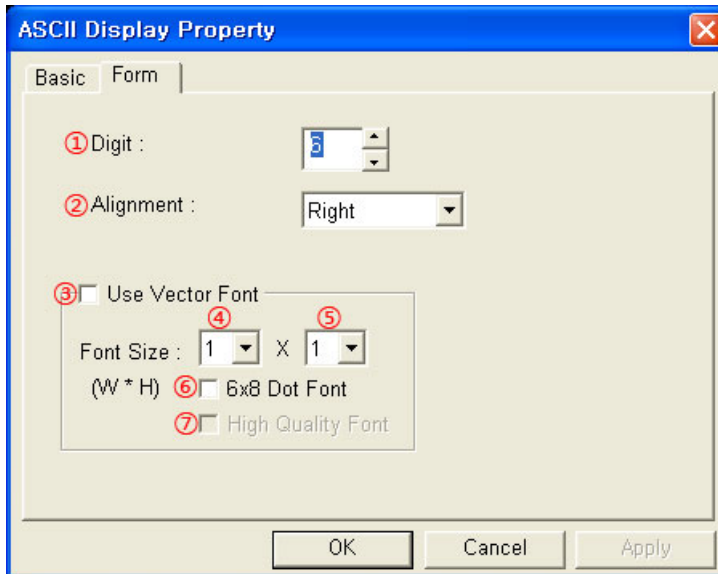 ASCII Display Property
Basic Form
①Digit : 6
②Alignment : Right
③ Use Vector Font
④ ⑤
Font Size : 1 X 1
(W * H) ⑥ 6x8 Dot Font
⑦ High Quality Font
OK Cancel Apply